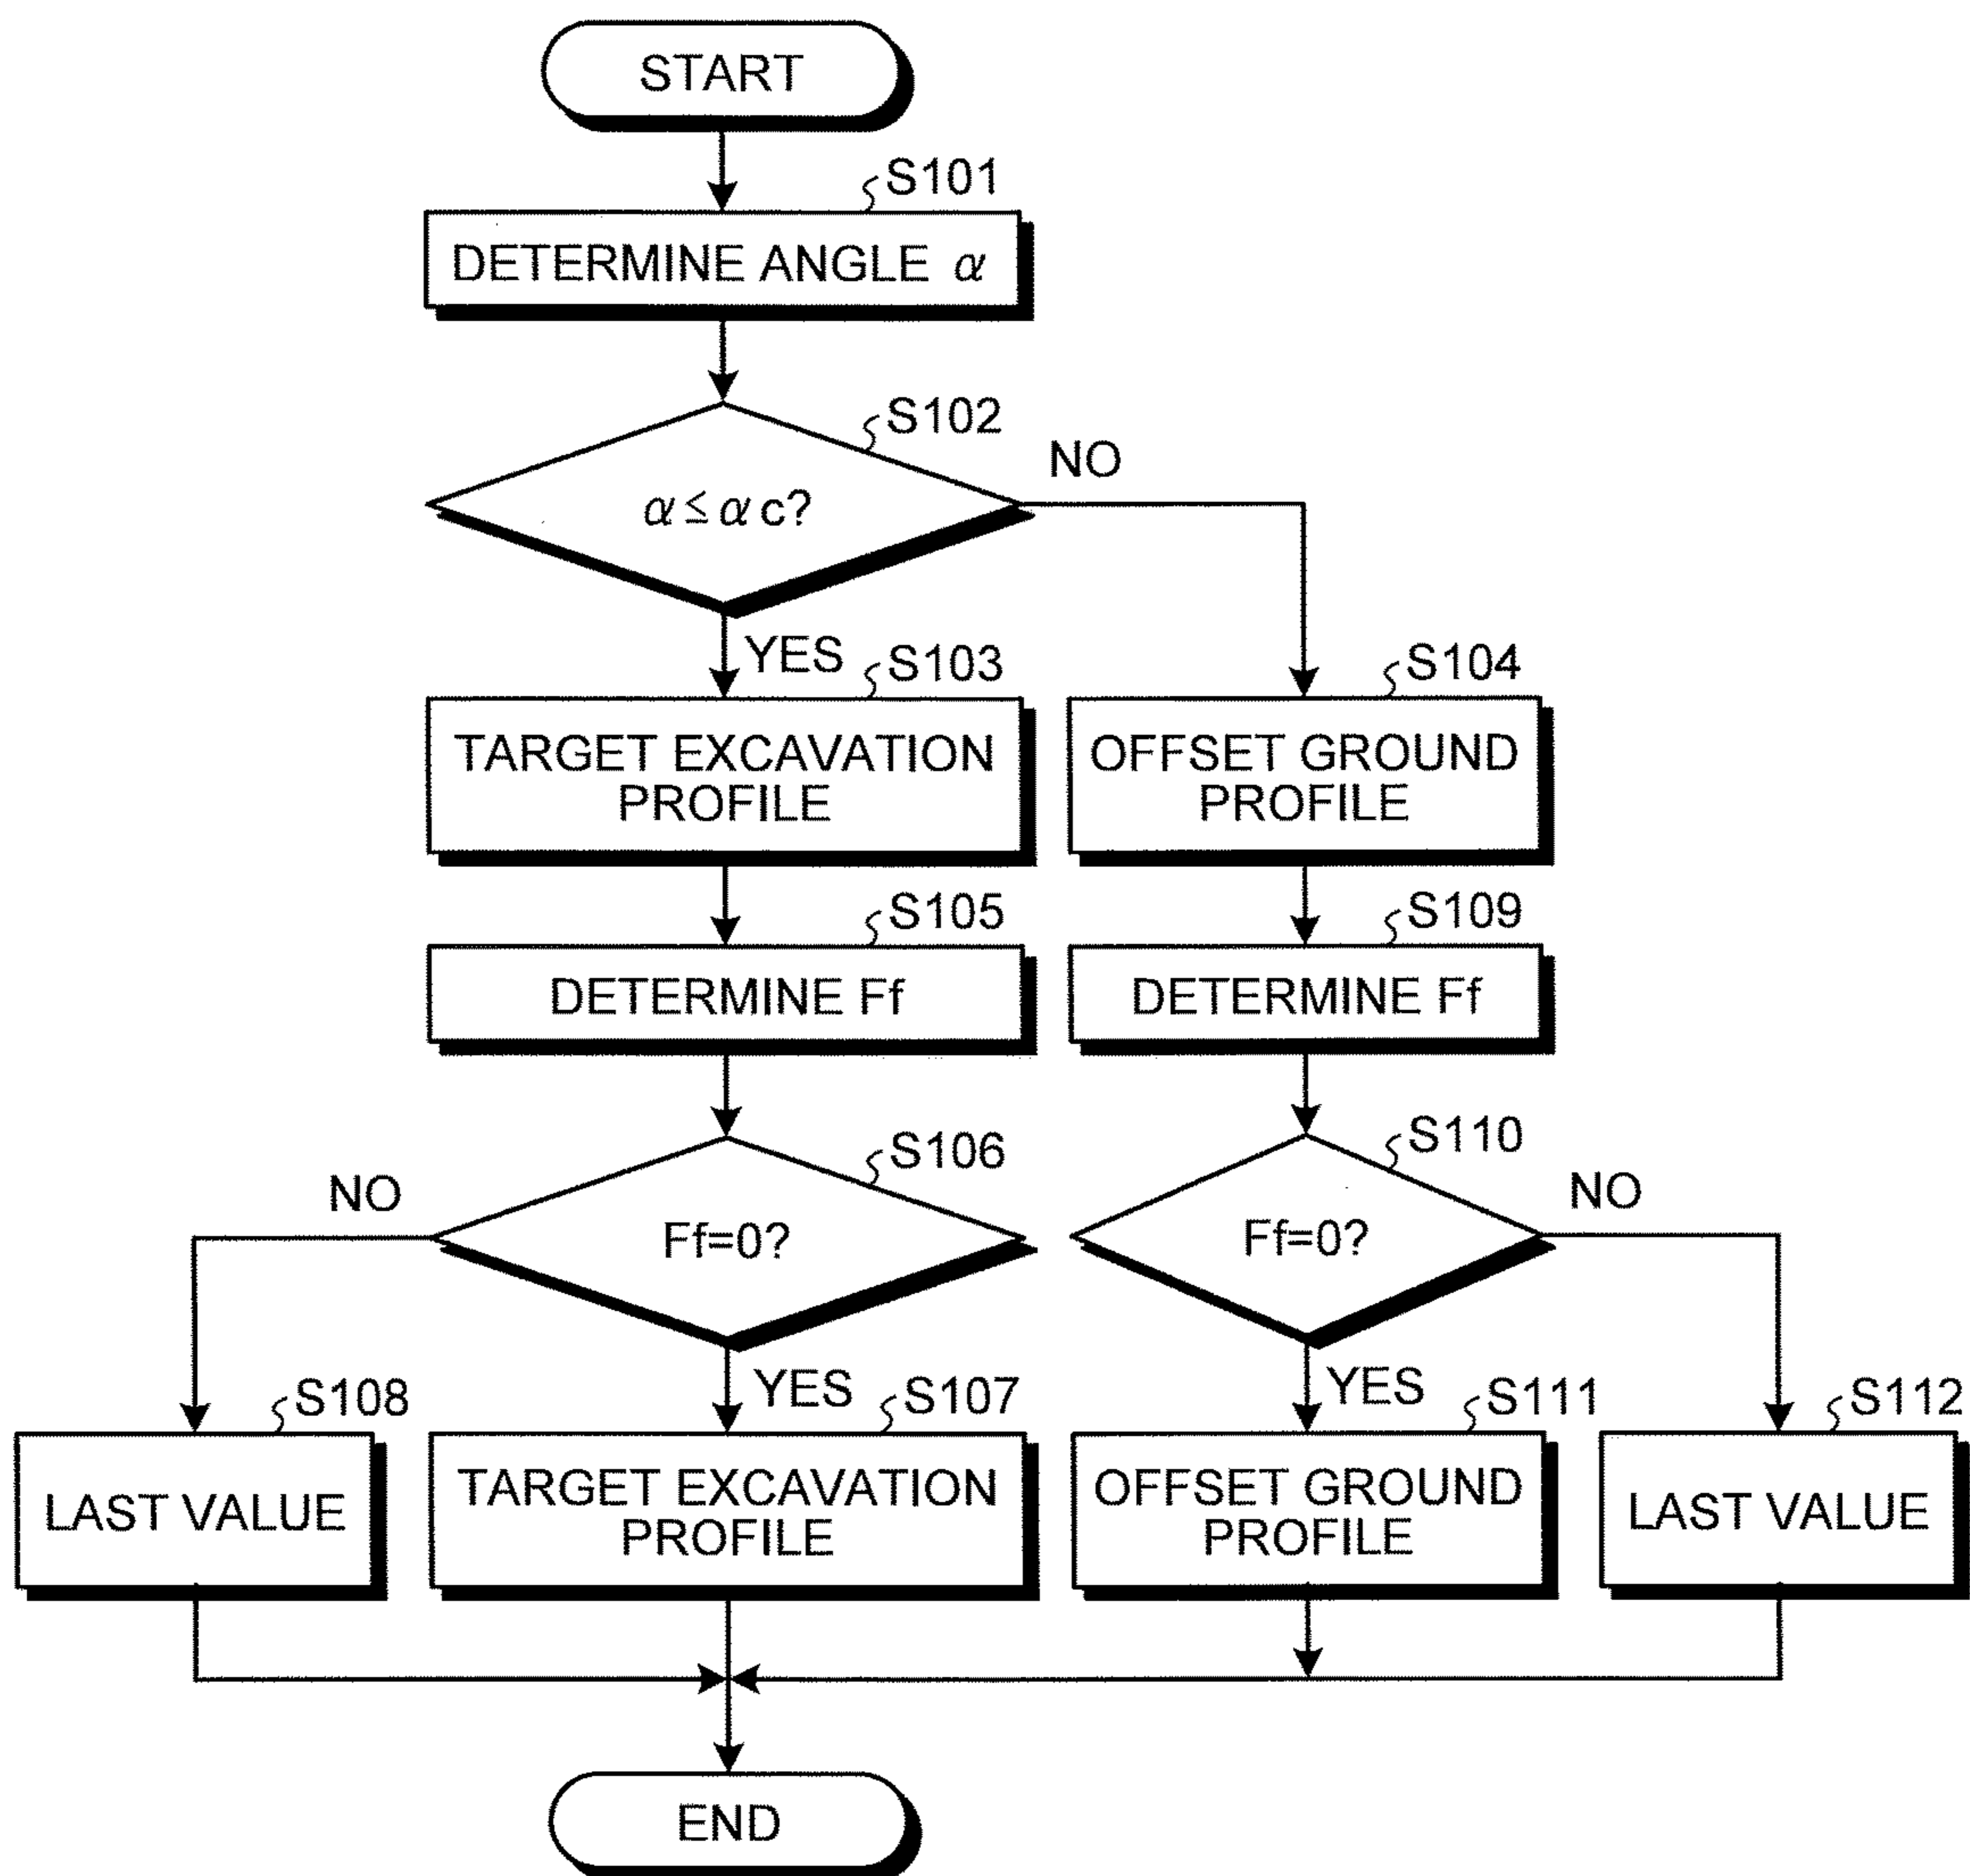 START
S101
DETERMINE ANGLE α
S102
α ≦ α c?
NO
YES
S103
S104
TARGET EXCAVATION
PROFILE
OFFSET GROUND
PROFILE
S105
S109
DETERMINE Ff
DETERMINE Ff
S106
S110
NO
Ff=0?
Ff=0?
NO
S108
YES
S107
YES
S111
S112
LAST VALUE
TARGET EXCAVATION
PROFILE
OFFSET GROUND
PROFILE
LAST VALUE
END